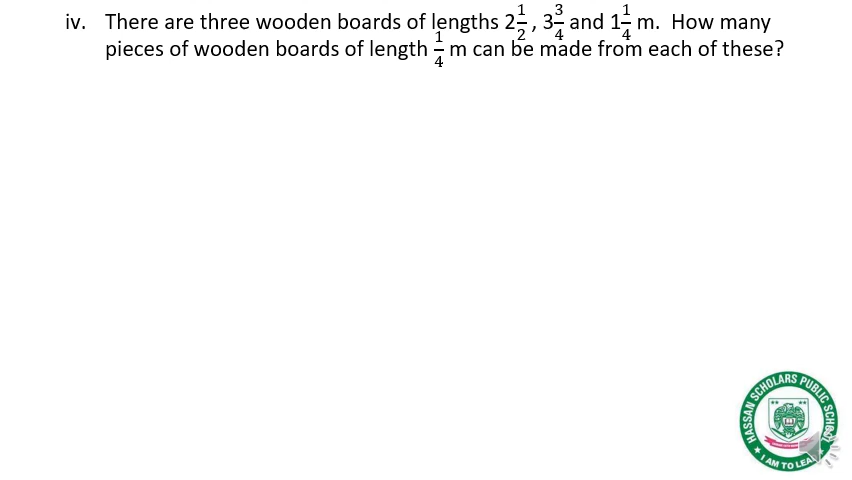 iv. There are three wooden boards of lengths 2 1/2, 3 3/4 and 1 1/4 m. How many
pieces of wooden boards of length 1/4 m can be made from each of these?
HASSAN SCHOLARS PUBLIC SCHOOL
I AM TO LEA